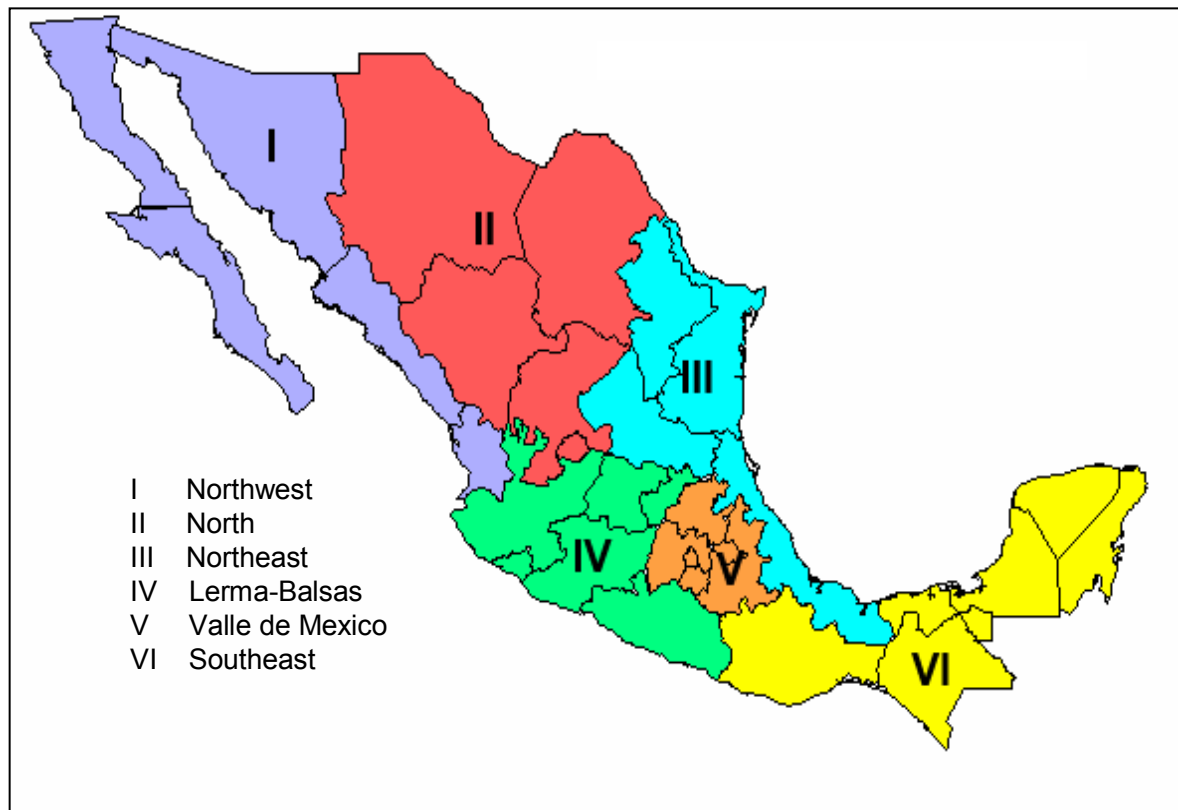 I
II
III
I Northwest
II North
III Northeast
IV Lerma-Balsas
V Valle de Mexico
VI Southeast
IV
V
VI